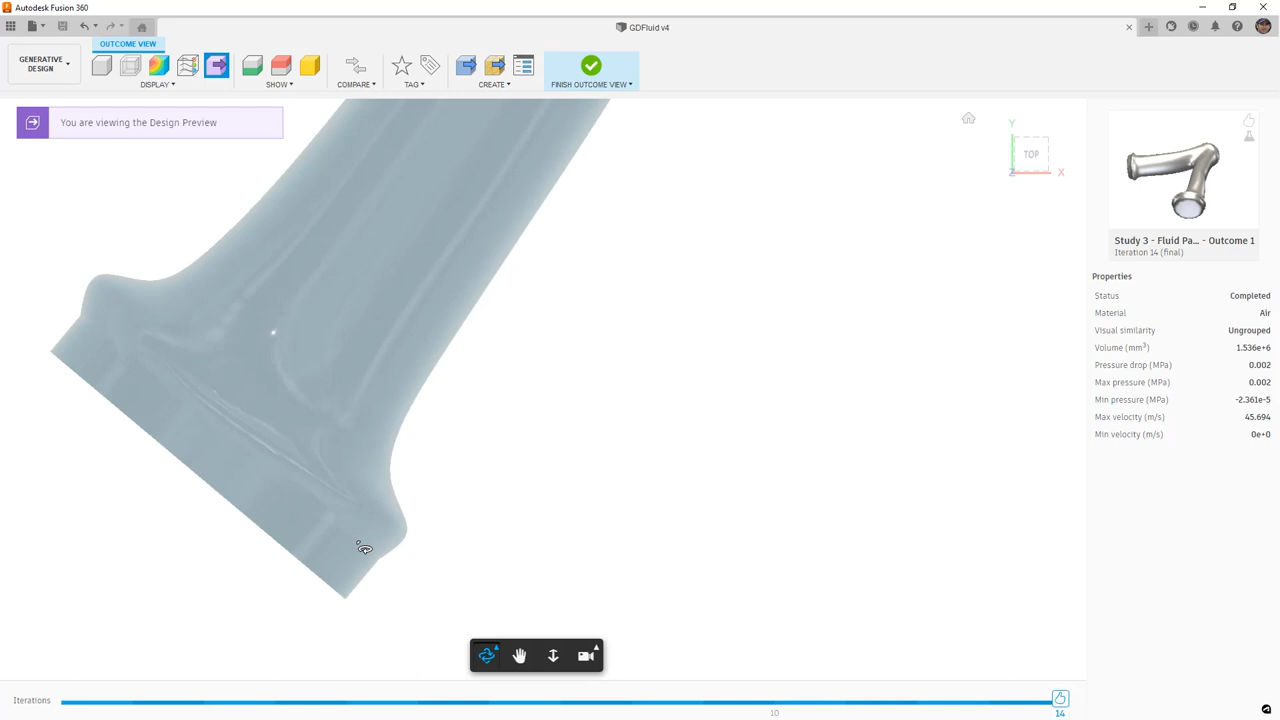 Autodesk Fusion 360
GDFluid v4
OUTCOME VIEW
GENERATIVE
DESIGN
DISPLAY
SHOW
COMPARE
TAG
CREATE
FINISH OUTCOME VIEW
You are viewing the Design Preview
Y
TOP
Z
X
Study 3 - Fluid Pa... - Outcome 1
Iteration 14 (final)
Properties
Status Completed
Material Air
Visual similarity Ungrouped
Volume (mm³) 1.536e+6
Pressure drop (MPa) 0.002
Max pressure (MPa) 0.002
Min pressure (MPa) -2.361e-5
Max velocity (m/s) 45.694
Min velocity (m/s) 0e+0
Iterations
10
14